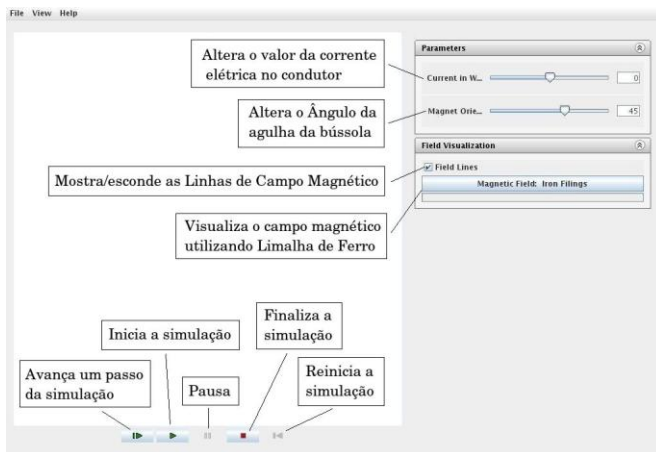 File View Help
Altera o valor da corrente
elétrica no condutor
Altera o Ângulo da
agulha da bússola
Mostra/esconde as Linhas de Campo Magnético
Visualiza o campo magnético
utilizando Limalha de Ferro
Parameters
Current in W...
0
Magnet Orie...
45
Field Visualization
Field Lines
Magnetic Field: Iron Filings
Finaliza a
simulação
Inicia a simulação
Avança um passo
da simulação
Pausa
Reinicia a
simulação